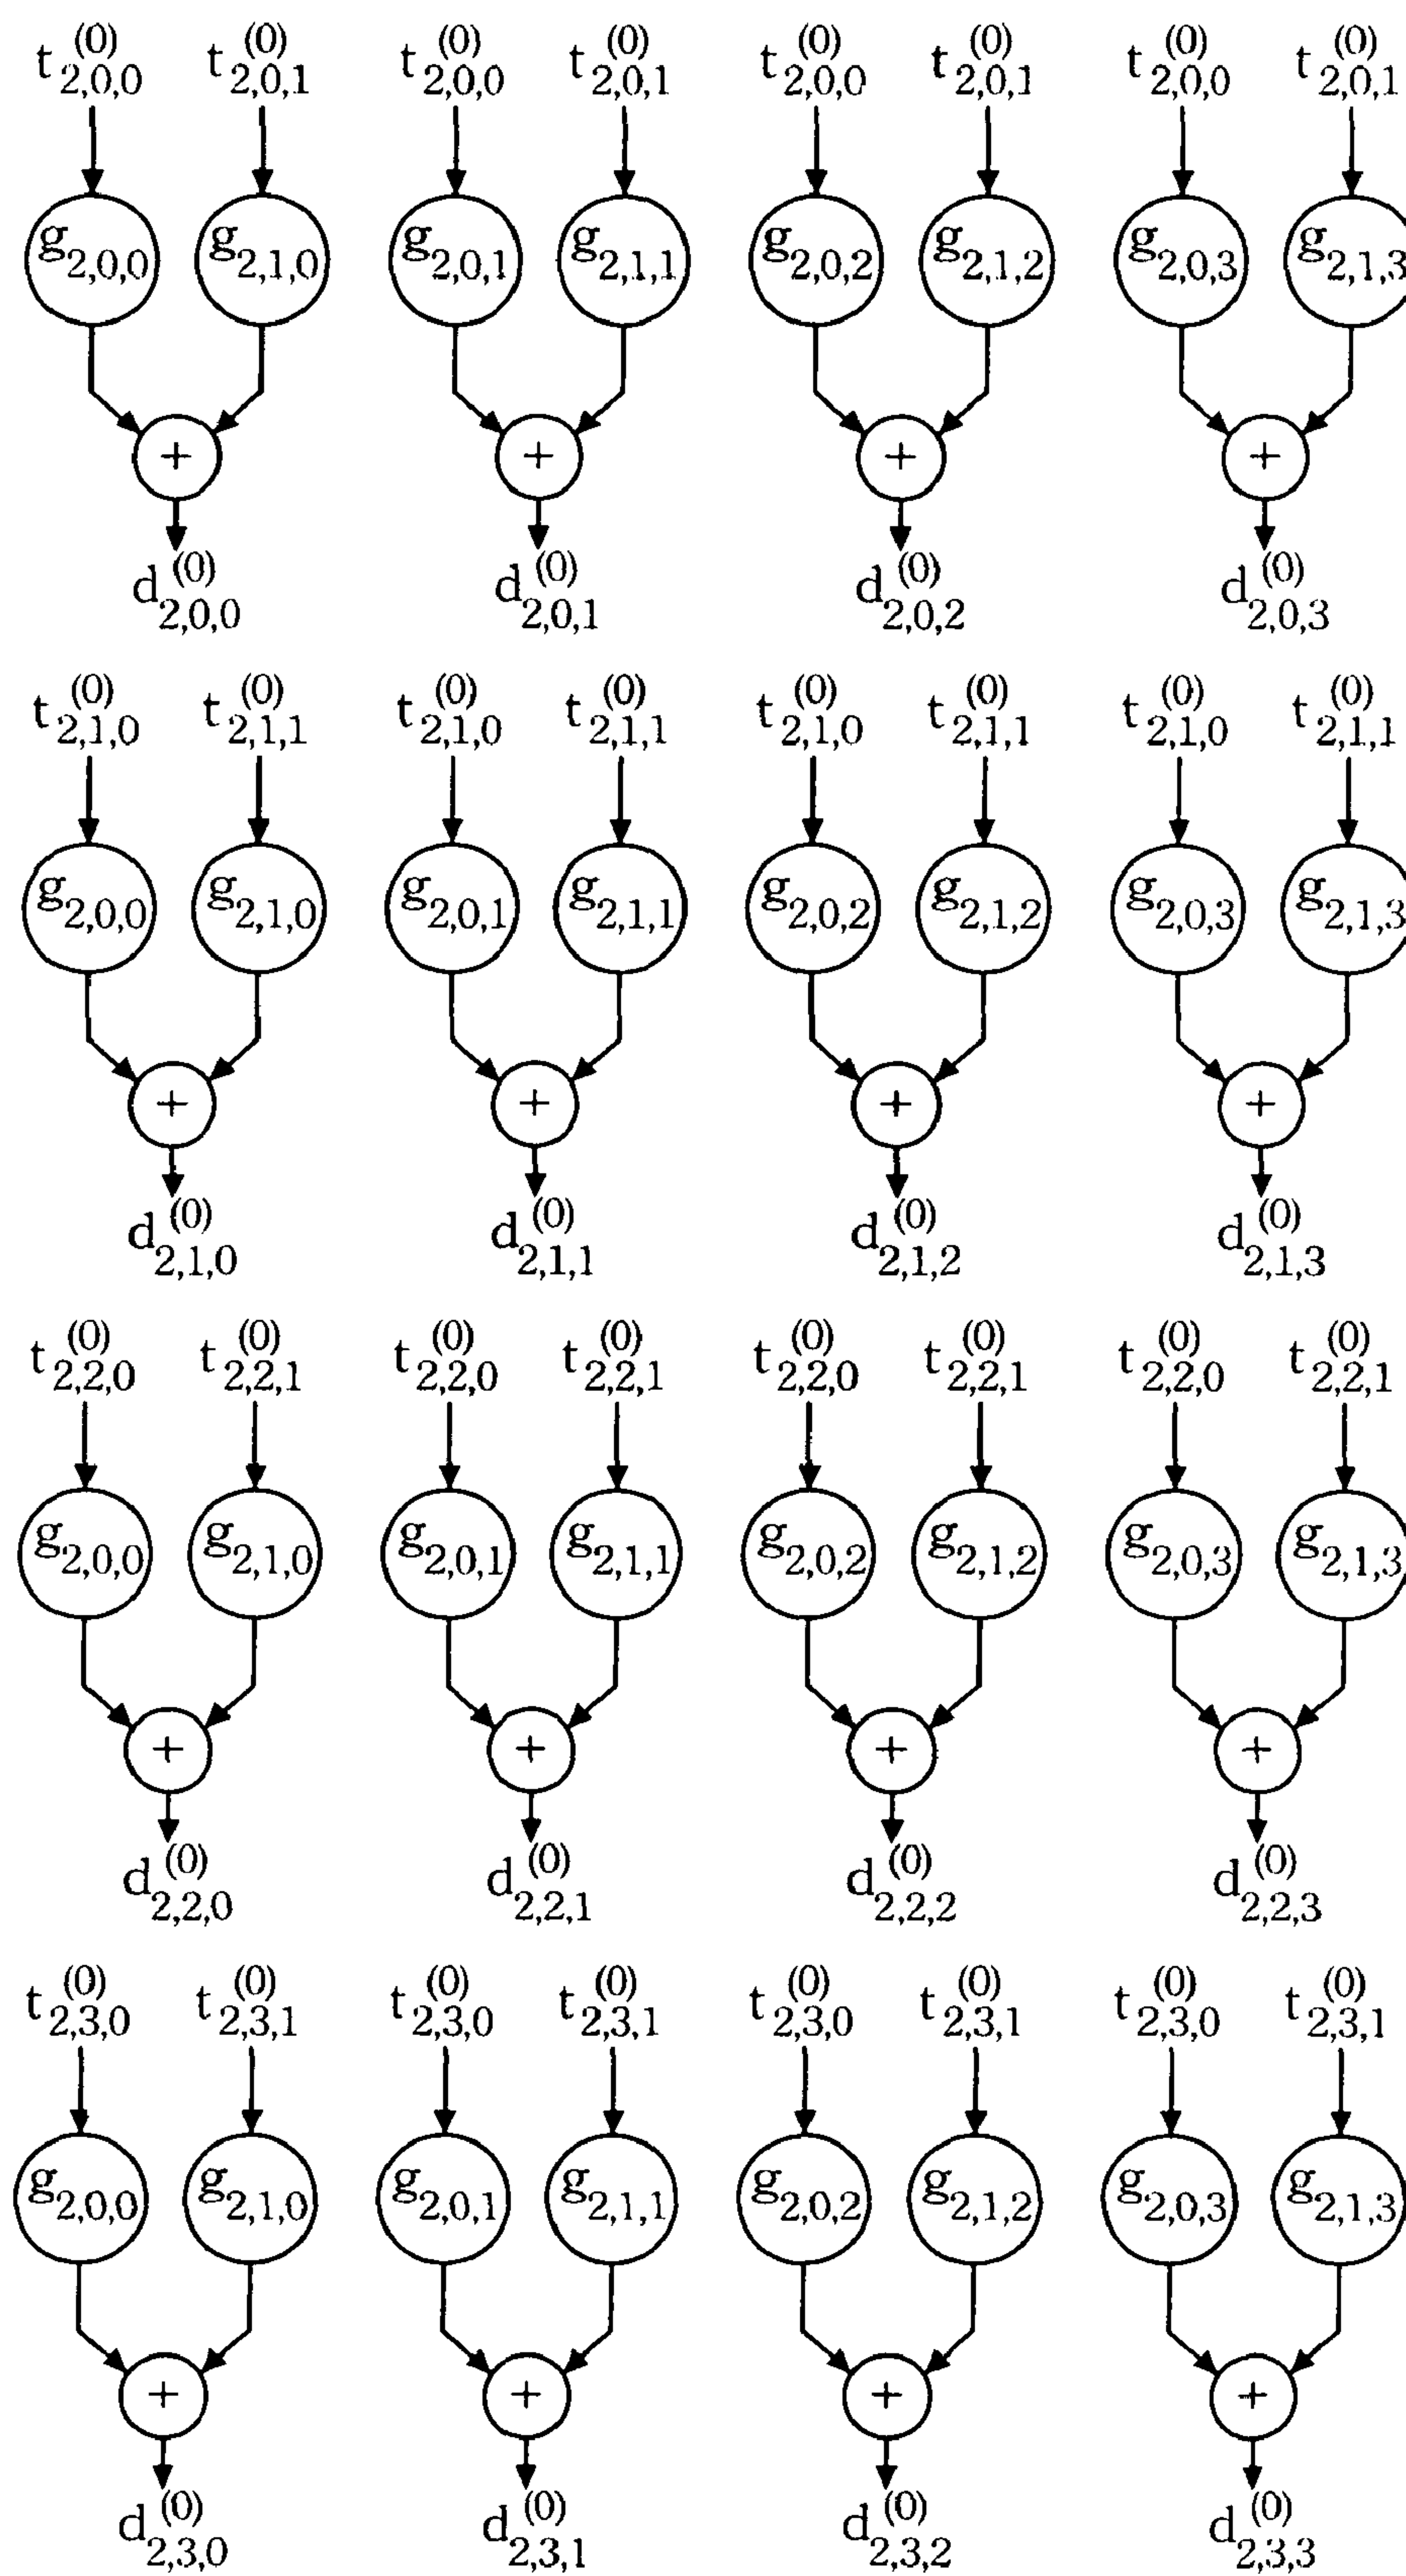 t(0)2,0,0 t(0)2,0,1 t(0)2,0,0 t(0)2,0,1 t(0)2,0,0 t(0)2,0,1 t(0)2,0,0 t(0)2,0,1
g2,0,0 g2,1,0 g2,0,1 g2,1,1 g2,0,2 g2,1,2 g2,0,3 g2,1,3
+ + + +
d(0)2,0,0 d(0)2,0,1 d(0)2,0,2 d(0)2,0,3
t(0)2,1,0 t(0)2,1,1 t(0)2,1,0 t(0)2,1,1 t(0)2,1,0 t(0)2,1,1 t(0)2,1,0 t(0)2,1,1
g2,0,0 g2,1,0 g2,0,1 g2,1,1 g2,0,2 g2,1,2 g2,0,3 g2,1,3
+ + + +
d(0)2,1,0 d(0)2,1,1 d(0)2,1,2 d(0)2,1,3
t(0)2,2,0 t(0)2,2,1 t(0)2,2,0 t(0)2,2,1 t(0)2,2,0 t(0)2,2,1 t(0)2,2,0 t(0)2,2,1
g2,0,0 g2,1,0 g2,0,1 g2,1,1 g2,0,2 g2,1,2 g2,0,3 g2,1,3
+ + + +
d(0)2,2,0 d(0)2,2,1 d(0)2,2,2 d(0)2,2,3
t(0)2,3,0 t(0)2,3,1 t(0)2,3,0 t(0)2,3,1 t(0)2,3,0 t(0)2,3,1 t(0)2,3,0 t(0)2,3,1
g2,0,0 g2,1,0 g2,0,1 g2,1,1 g2,0,2 g2,1,2 g2,0,3 g2,1,3
+ + + +
d(0)2,3,0 d(0)2,3,1 d(0)2,3,2 d(0)2,3,3